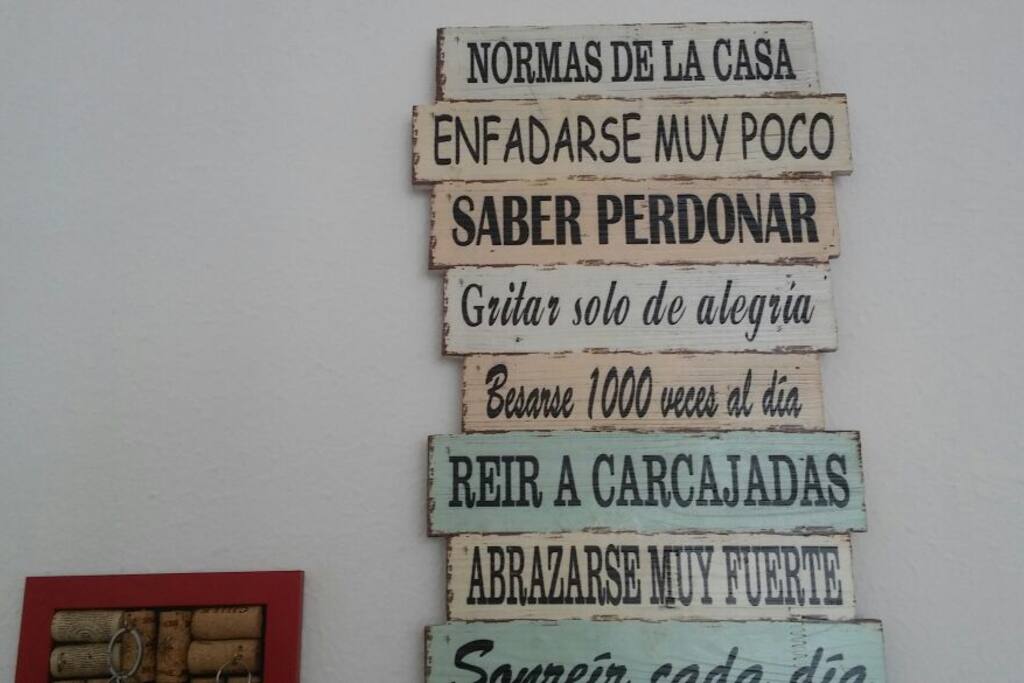 NORMAS DE LA CASA
ENFADARSE MUY POCO
SABER PERDONAR
Gritar solo de alegría
Besarse 1000 veces al día
REIR A CARCAJADAS
ABRAZARSE MUY FUERTE
Sonreír cada día